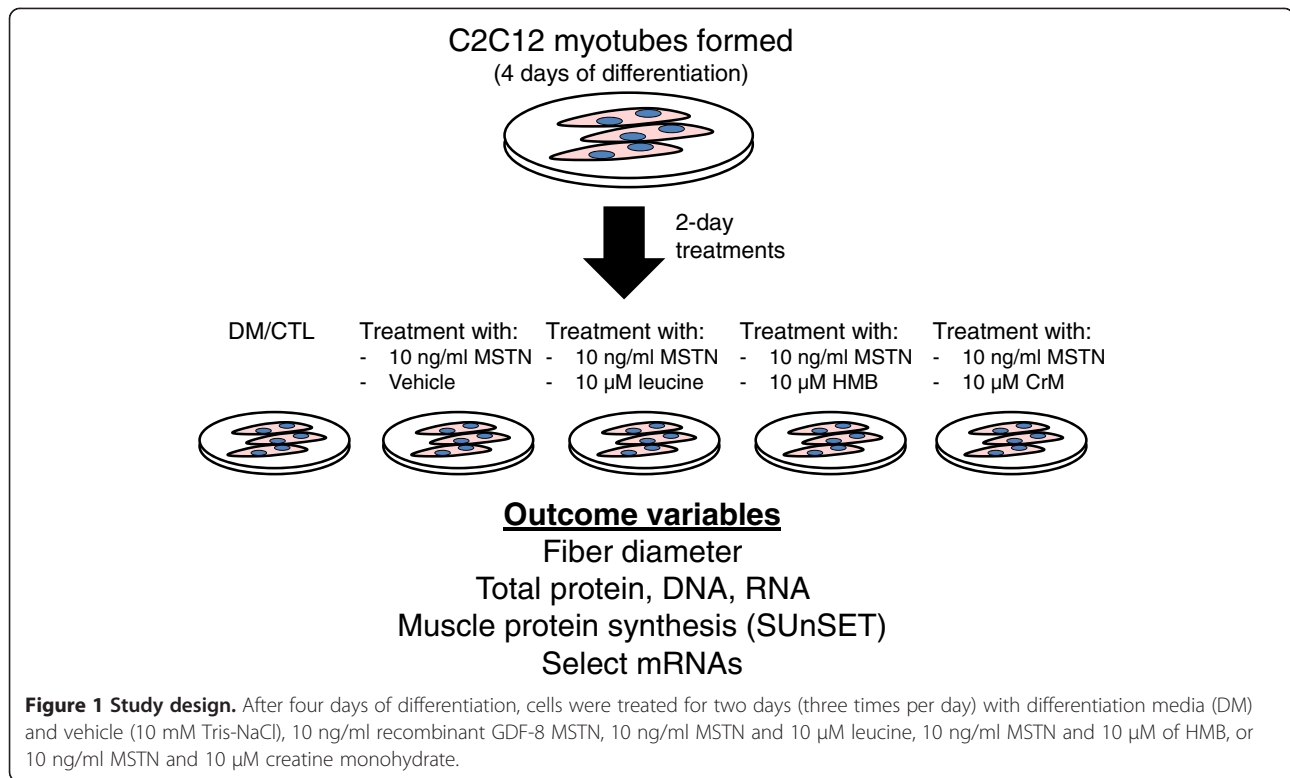 C2C12 myotubes formed
(4 days of differentiation)
2-day
treatments
DM/CTL
Treatment with:
- 10 ng/ml MSTN
- Vehicle
Treatment with:
- 10 ng/ml MSTN
- 10 µM leucine
Treatment with:
- 10 ng/ml MSTN
- 10 µM HMB
Treatment with:
- 10 ng/ml MSTN
- 10 µM CrM
Outcome variables
Fiber diameter
Total protein, DNA, RNA
Muscle protein synthesis (SUnSET)
Select mRNAs
Figure 1 Study design. After four days of differentiation, cells were treated for two days (three times per day) with differentiation media (DM)
and vehicle (10 mM Tris-NaCl), 10 ng/ml recombinant GDF-8 MSTN, 10 ng/ml MSTN and 10 µM leucine, 10 ng/ml MSTN and 10 µM of HMB, or
10 ng/ml MSTN and 10 µM creatine monohydrate.